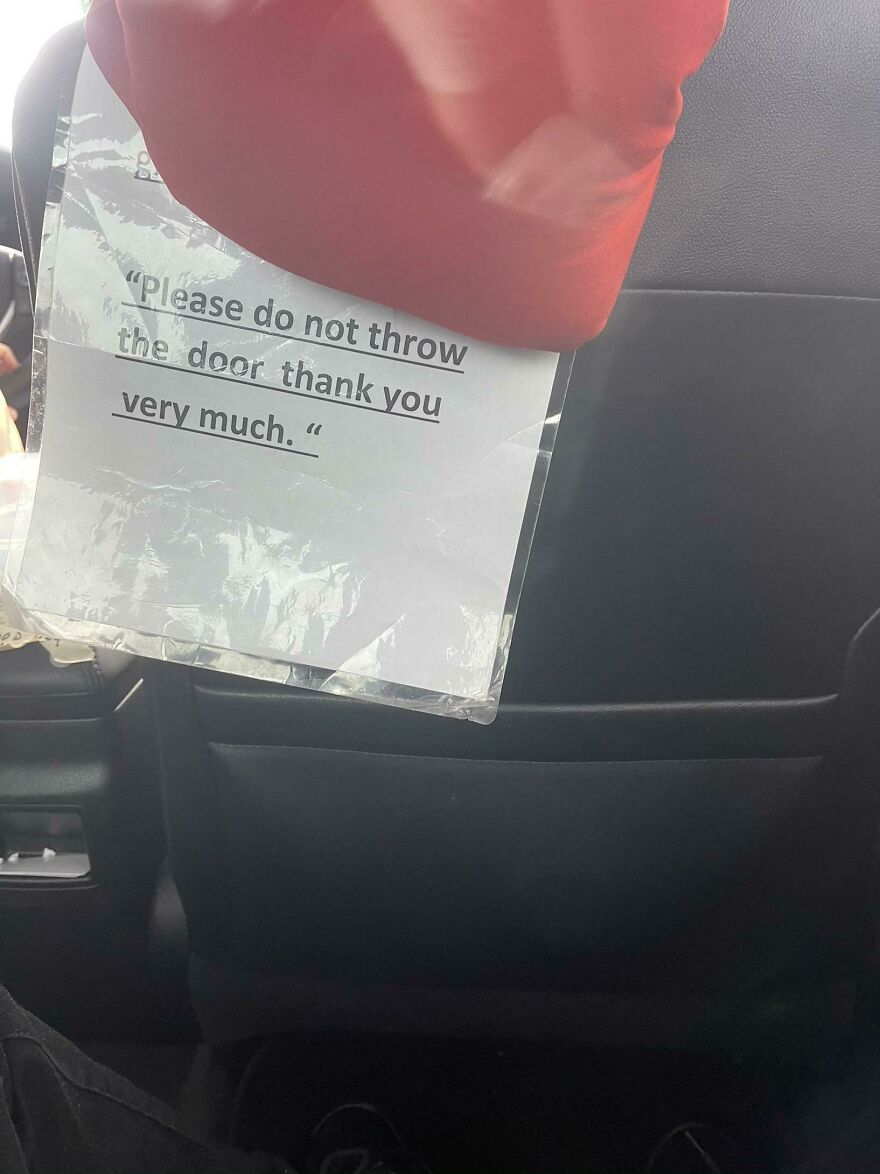 “Please do not throw
the door thank you
very much. “